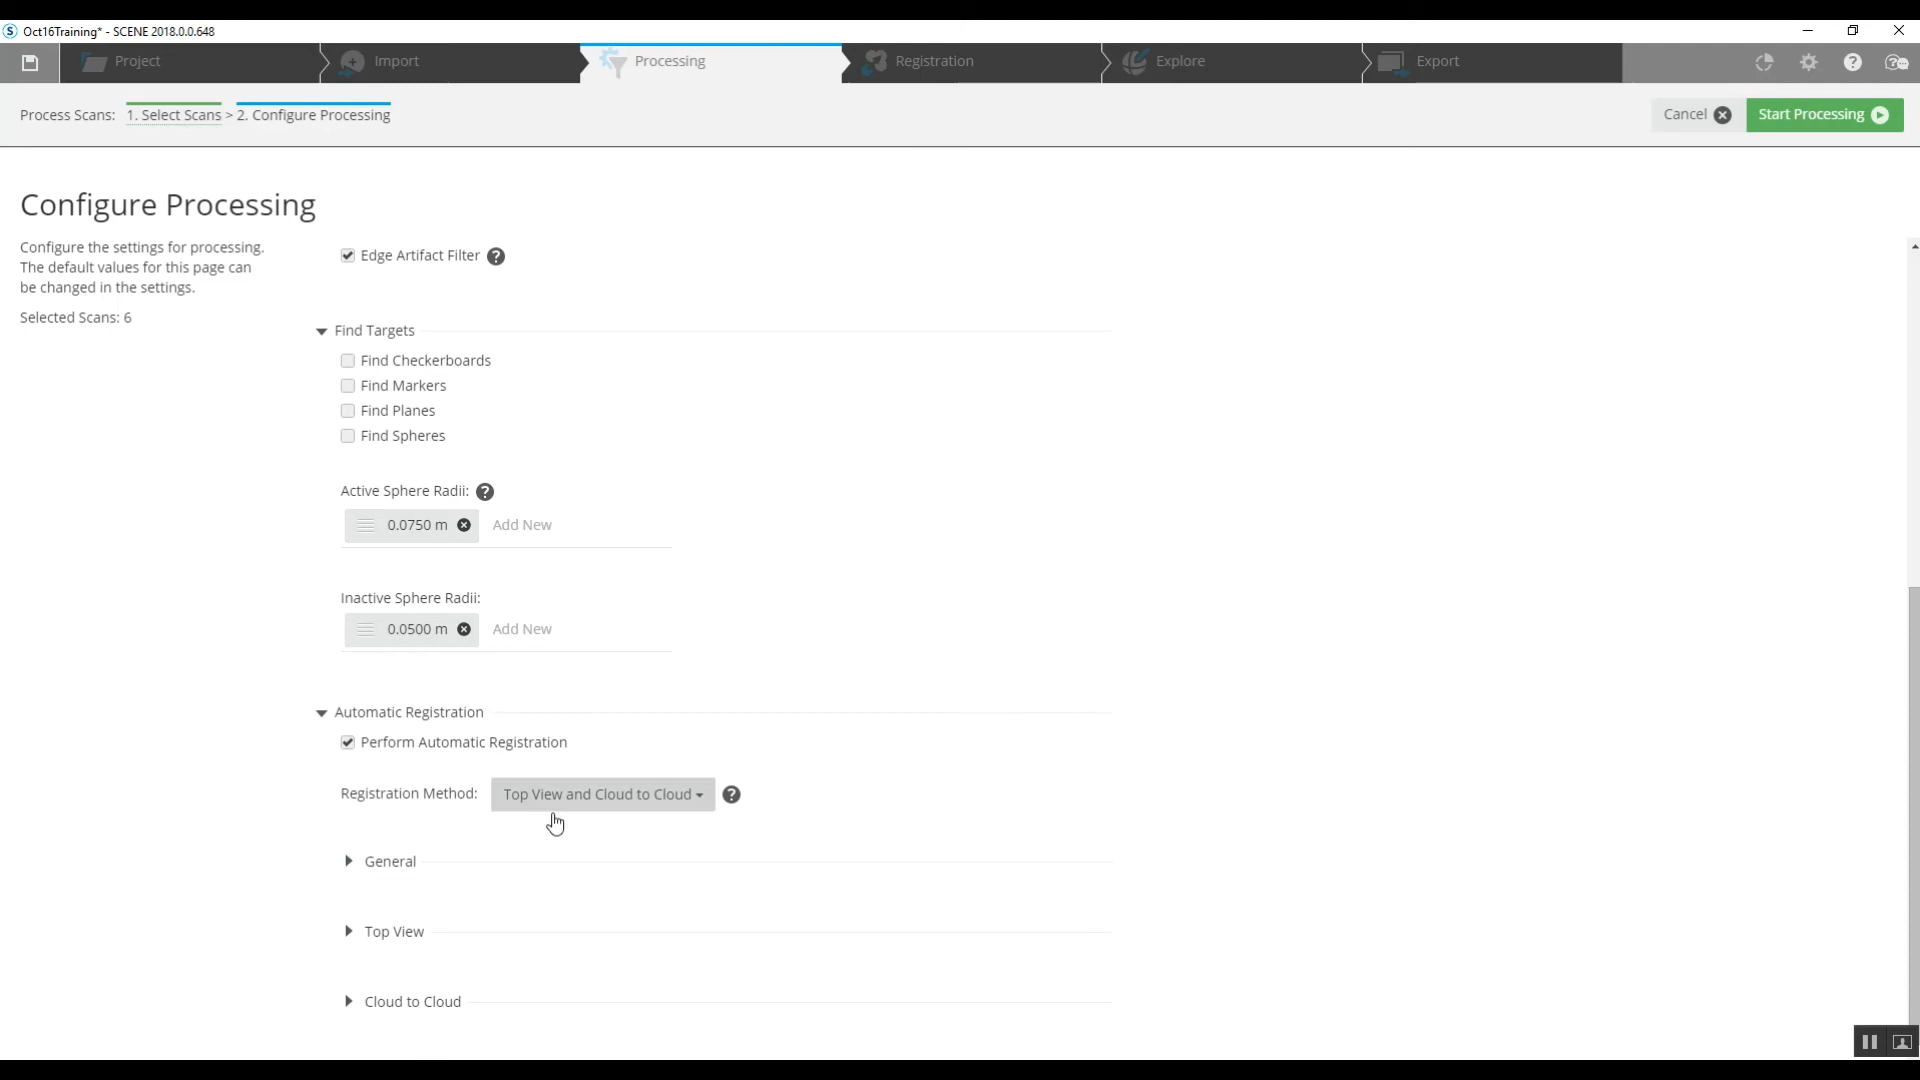 Oct16Training* - SCENE 2018.0.0.648
Project
Import
Processing
Registration
Explore
Export
Process Scans: 1. Select Scans > 2. Configure Processing
Cancel
Start Processing
Configure Processing
Configure the settings for processing.
The default values for this page can
be changed in the settings.
Selected Scans: 6
Edge Artifact Filter
Find Targets
Find Checkerboards
Find Markers
Find Planes
Find Spheres
Active Sphere Radii:
0.0750 m Add New
Inactive Sphere Radii:
0.0500 m Add New
Automatic Registration
Perform Automatic Registration
Registration Method: Top View and Cloud to Cloud
General
Top View
Cloud to Cloud